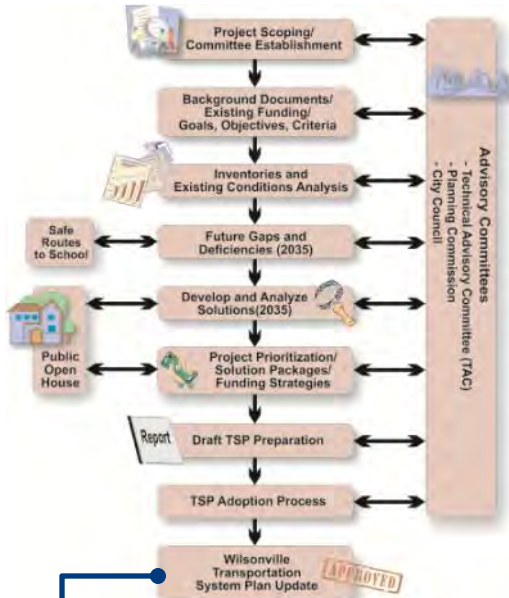 Project Scoping/
Committee Establishment
Background Documents/
Existing Funding/
Goals, Objectives, Criteria
Inventories and
Existing Conditions Analysis
Safe
Routes
to School
Future Gaps and
Deficiencies (2035)
Develop and Analyze
Solutions(2035)
Public
Open
House
Project Prioritization/
Solution Packages/
Funding Strategies
Report
Draft TSP Preparation
TSP Adoption Process
Wilsonville
Transportation
System Plan Update
APPROVED
Advisory Committees
- Technical Advisory Committee (TAC)
- Planning Commission
- City Council